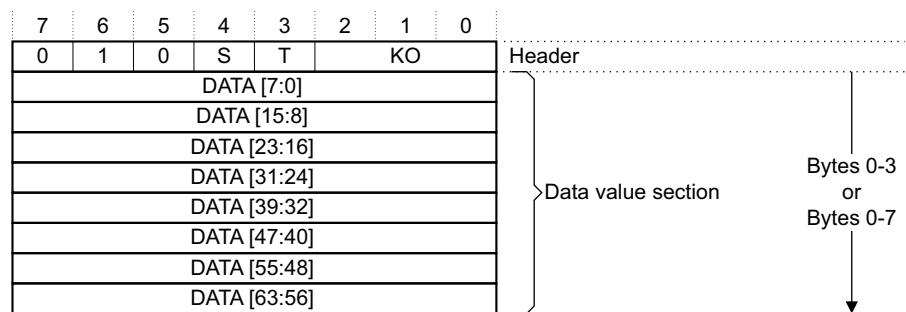 7 6 5 4 3 2 1 0
0 1 0 S T KO Header
DATA [7:0]
DATA [15:8]
DATA [23:16]
DATA [31:24]
DATA [39:32]
DATA [47:40]
DATA [55:48]
DATA [63:56]
Data value section
Bytes 0-3
or
Bytes 0-7